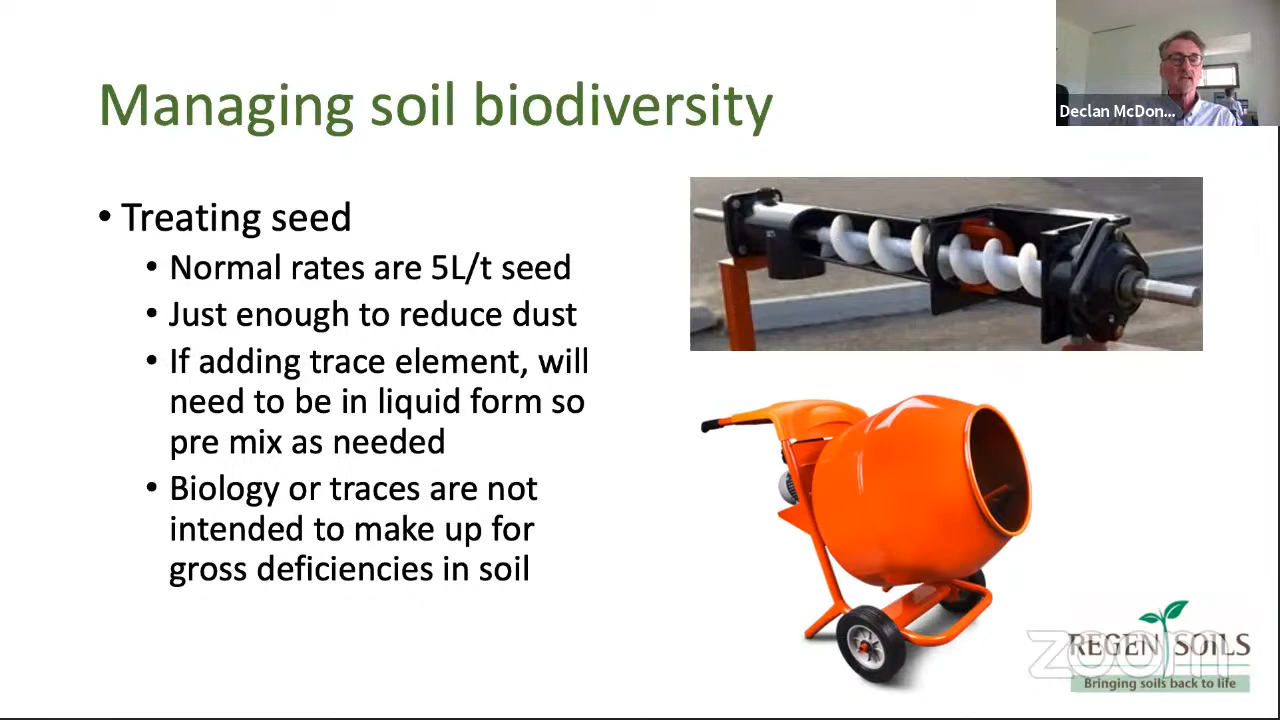 Managing soil biodiversity
Declan McDon...
• Treating seed
• Normal rates are 5L/t seed
• Just enough to reduce dust
• If adding trace element, will
need to be in liquid form so
pre mix as needed
• Biology or traces are not
intended to make up for
gross deficiencies in soil
zoom
REGEN SOILS
Bringing soils back to life